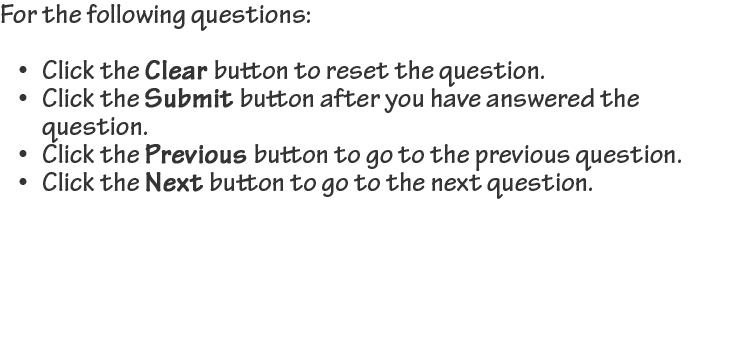 For the following questions:
• Click the Clear button to reset the question.
• Click the Submit button after you have answered the
question.
• Click the Previous button to go to the previous question.
• Click the Next button to go to the next question.